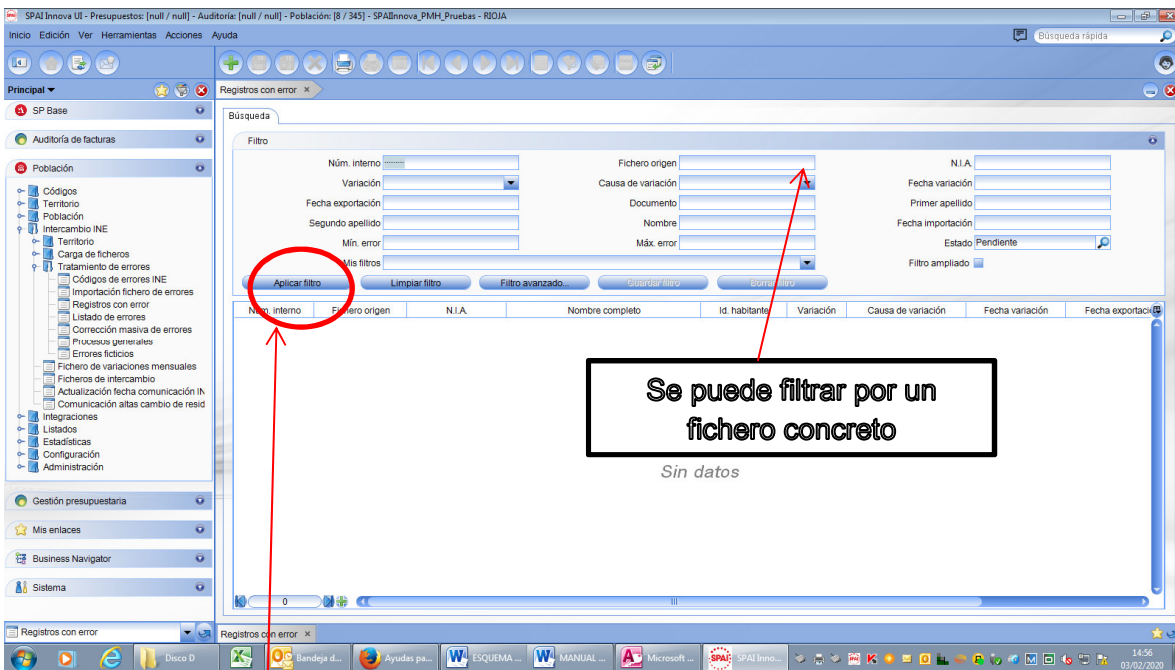 SPAI Innova UI - Presupuestos: [null / null] - Auditoría: [null / null] - Población: [8 / 345] - SPAInnova_PMH_Pruebas - RIOJA
Inicio Edición Ver Herramientas Acciones Ayuda
Búsqueda rápida
Principal
Registros con error ×
SP Base
Auditoría de facturas
Población
Códigos
Territorio
Población
Intercambio INE
Territorio
Carga de ficheros
Tratamiento de errores
Códigos de errores INE
Importación fichero de errores
Registros con error
Listado de errores
Corrección masiva de errores
Procesos generales
Errores ficticios
Fichero de variaciones mensuales
Ficheros de intercambio
Actualización fecha comunicación IN
Comunicación altas cambio de resid
Integraciones
Listados
Estadísticas
Configuración
Administración
Gestión presupuestaria
Mis enlaces
Business Navigator
Sistema
Búsqueda
Filtro
Núm. interno Fichero origen N.I.A.
Variación Causa de variación Fecha variación
Fecha exportación Documento Primer apellido
Segundo apellido Nombre Fecha importación
Mín. error Máx. error Estado Pendiente
Mis filtros Filtro ampliado
Aplicar filtro Limpiar filtro Filtro avanzado... Guardar filtro Borrar filtro
Núm. interno Fichero origen N.I.A. Nombre completo Id. habitante Variación Causa de variación Fecha variación Fecha exportaci
Se puede filtrar por un
fichero concreto
Sin datos
0
Registros con error Registros con error ×
Disco D Bandeja d... Ayudas pa... ESQUEMA ... MANUAL ... Microsoft ... SPAI Inno... 14:56
03/02/201